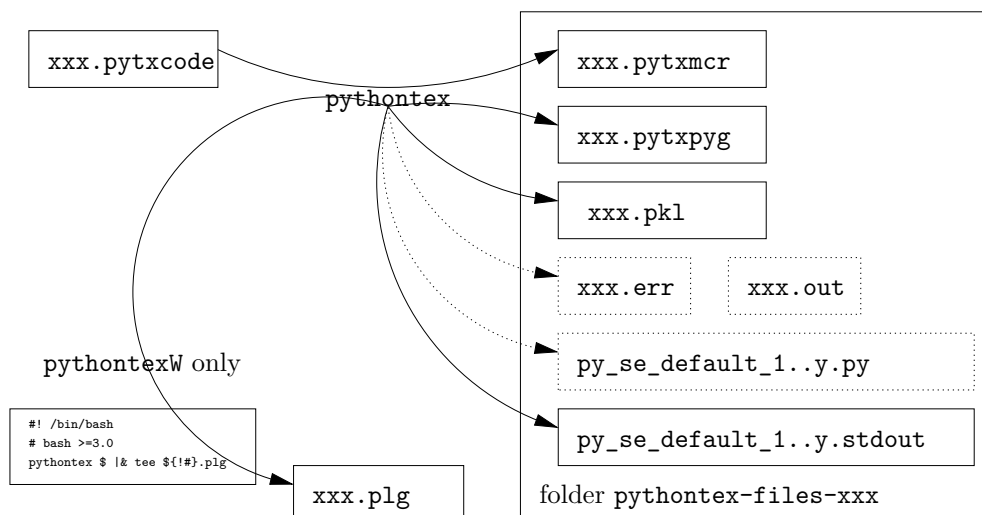 xxx.pytxcode
pythontex
xxx.pytxmcr
xxx.pytxpyg
xxx.pkl
xxx.err
xxx.out
py_se_default_1..y.py
py_se_default_1..y.stdout
folder pythontex-files-xxx
pythontexW only
#! /bin/bash
# bash >=3.0
pythontex $ |& tee ${!#}.plg
xxx.plg